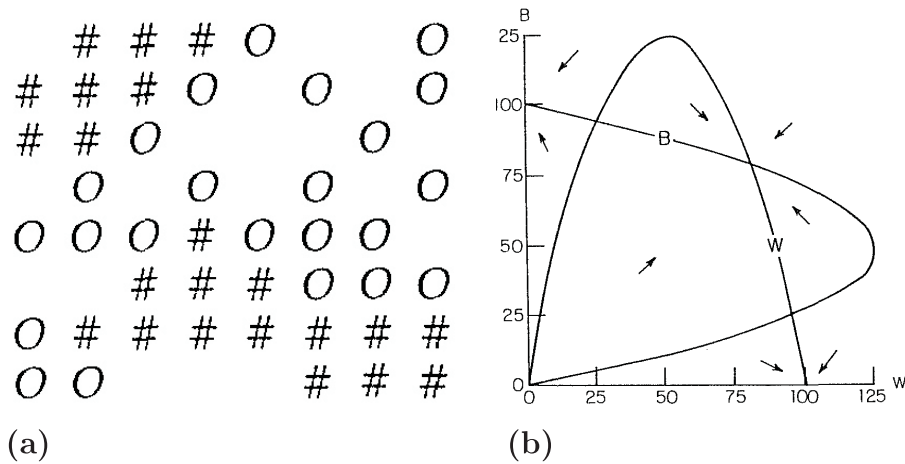 # # # O O
# # # O O O
# # O O
O O O O
O O O # O O O
# # # O O O
O # # # # # # #
O O # # #
(a)
B
25
100
B
75
50
W
25
0
0 25 50 75 100 125 W
(b)